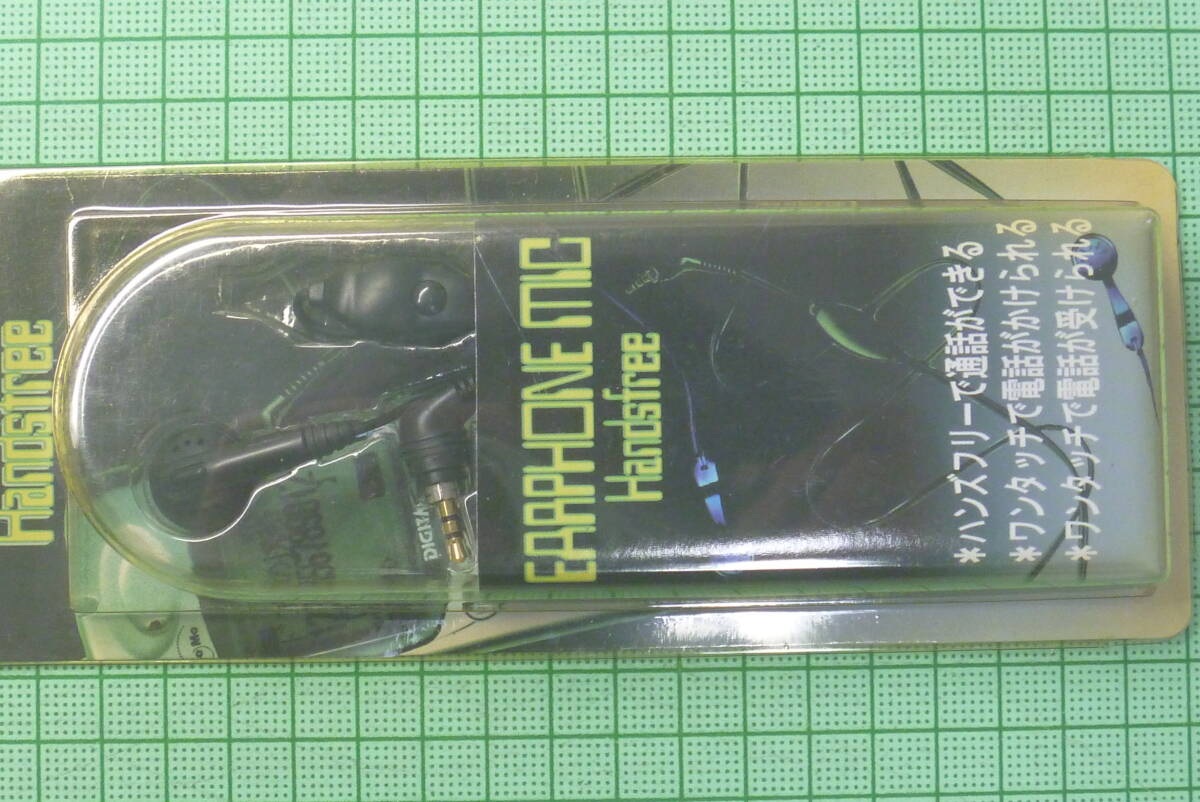 Handsfree
EARPHONE MIC
Handsfree
*ハンズフリーで通話ができる
*ワンタッチで電話がかけられる
*ワンタッチで電話が受けられる
DIGITA